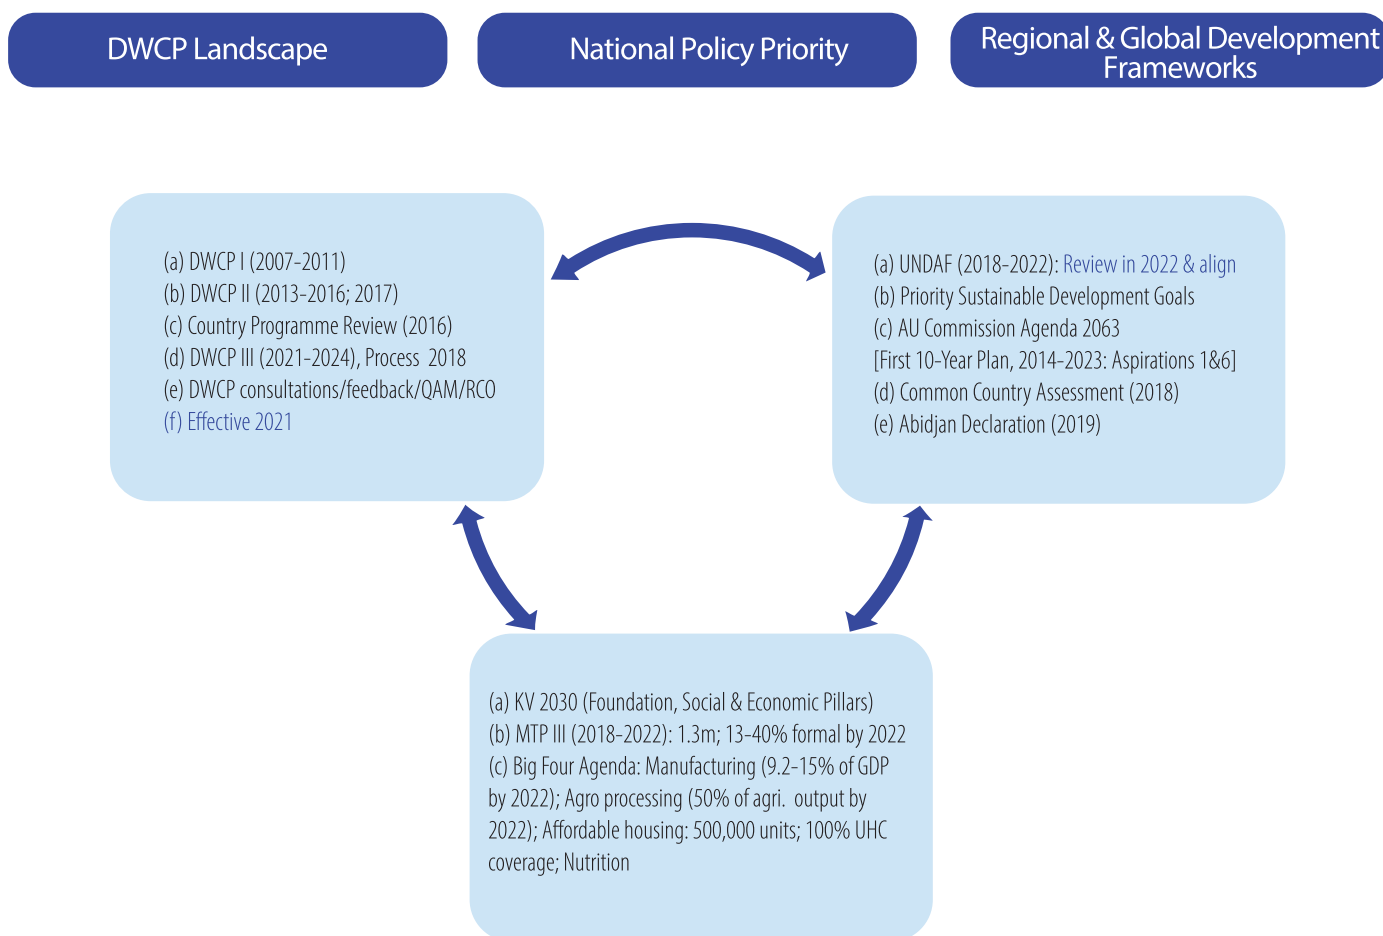 DWCP Landscape
National Policy Priority
Regional & Global Development
Frameworks
(a) DWCP I (2007-2011)
(b) DWCP II (2013-2016; 2017)
(c) Country Programme Review (2016)
(d) DWCP III (2021-2024), Process 2018
(e) DWCP consultations/feedback/QAM/RCO
(f) Effective 2021
(a) UNDAF (2018-2022): Review in 2022 & align
(b) Priority Sustainable Development Goals
(c) AU Commission Agenda 2063
[First 10-Year Plan, 2014-2023: Aspirations 1&6]
(d) Common Country Assessment (2018)
(e) Abidjan Declaration (2019)
(a) KV 2030 (Foundation, Social & Economic Pillars)
(b) MTP III (2018-2022): 1.3m; 13-40% formal by 2022
(c) Big Four Agenda: Manufacturing (9.2-15% of GDP
by 2022); Agro processing (50% of agri. output by
2022); Affordable housing: 500,000 units; 100% UHC
coverage; Nutrition